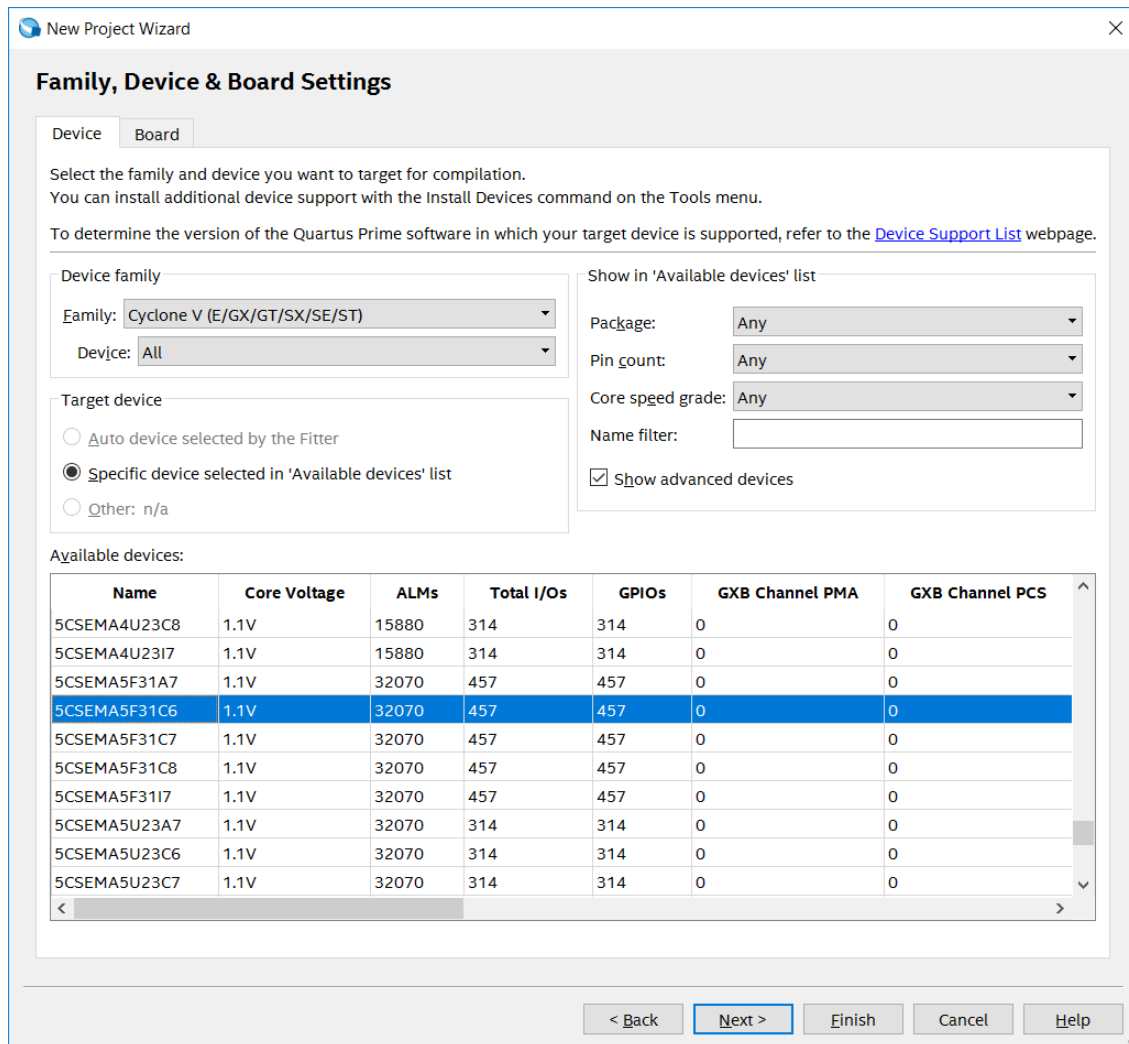 New Project Wizard
Family, Device & Board Settings
Device Board
Select the family and device you want to target for compilation.
You can install additional device support with the Install Devices command on the Tools menu.
To determine the version of the Quartus Prime software in which your target device is supported, refer to the Device Support List webpage.
Device family
Family: Cyclone V (E/GX/GT/SX/SE/ST)
Device: All
Show in 'Available devices' list
Package: Any
Pin count: Any
Core speed grade: Any
Name filter:
Show advanced devices
Target device
Auto device selected by the Fitter
Specific device selected in 'Available devices' list
Other: n/a
Available devices:
Name Core Voltage ALMs Total I/Os GPIOs GXB Channel PMA GXB Channel PCS
5CSEMA4U23C8 1.1V 15880 314 314 0 0
5CSEMA4U23I7 1.1V 15880 314 314 0 0
5CSEMA5F31A7 1.1V 32070 457 457 0 0
5CSEMA5F31C6 1.1V 32070 457 457 0 0
5CSEMA5F31C7 1.1V 32070 457 457 0 0
5CSEMA5F31C8 1.1V 32070 457 457 0 0
5CSEMA5F31I7 1.1V 32070 457 457 0 0
5CSEMA5U23A7 1.1V 32070 314 314 0 0
5CSEMA5U23C6 1.1V 32070 314 314 0 0
5CSEMA5U23C7 1.1V 32070 314 314 0 0
< Back Next > Finish Cancel Help